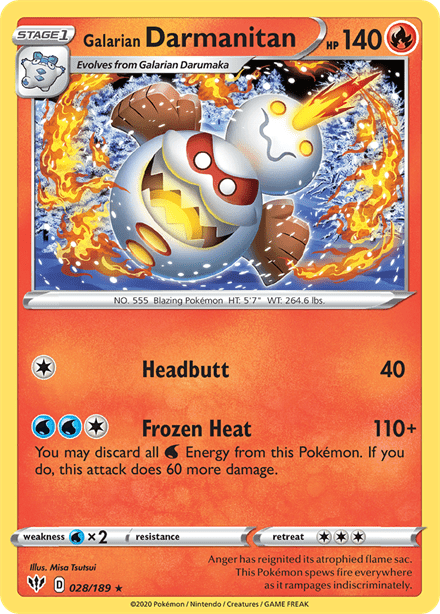 STAGE 1
Galarian Darmanitan HP 140
Evolves from Galarian Darumaka
NO. 555 Blazing Pokémon HT: 5'7" WT: 264.6 lbs.
Headbutt 40
Frozen Heat 110+
You may discard all Energy from this Pokémon. If you
do, this attack does 60 more damage.
weakness ×2 resistance retreat
Illus. Misa Tsutsui
Anger has reignited its atrophied flame sac.
This Pokémon spews fire everywhere
as it rampages indiscriminately.
D 028/189 ★
©2020 Pokémon / Nintendo / Creatures / GAME FREAK